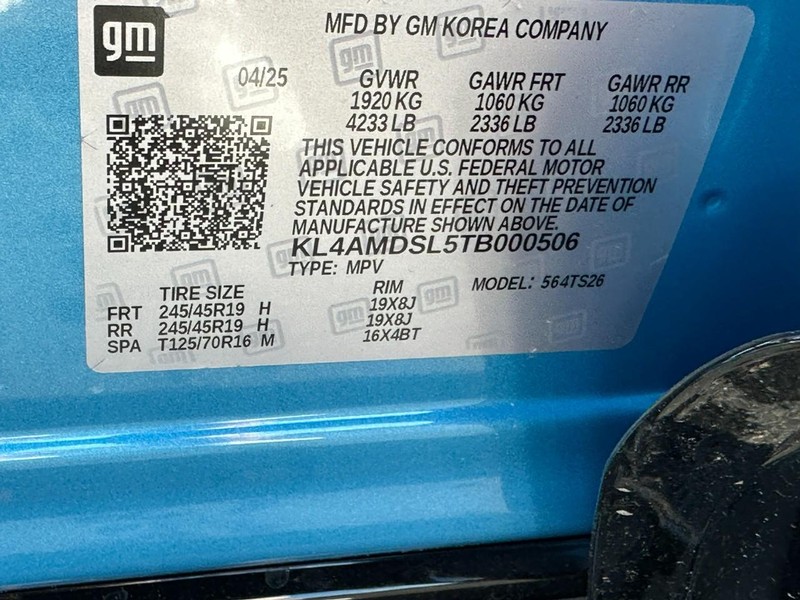 gm
MFD BY GM KOREA COMPANY
04/25 GVWR GAWR FRT GAWR RR
1920 KG 1060 KG 1060 KG
4233 LB 2336 LB 2336 LB
THIS VEHICLE CONFORMS TO ALL
APPLICABLE U.S. FEDERAL MOTOR
VEHICLE SAFETY AND THEFT PREVENTION
STANDARDS IN EFFECT ON THE DATE OF
MANUFACTURE SHOWN ABOVE.
KL4AMDSL5TB000506
TYPE: MPV MODEL: 564TS26
TIRE SIZE RIM
FRT 245/45R19 H 19X8J
RR 245/45R19 H 19X8J
SPA T125/70R16 M 16X4BT